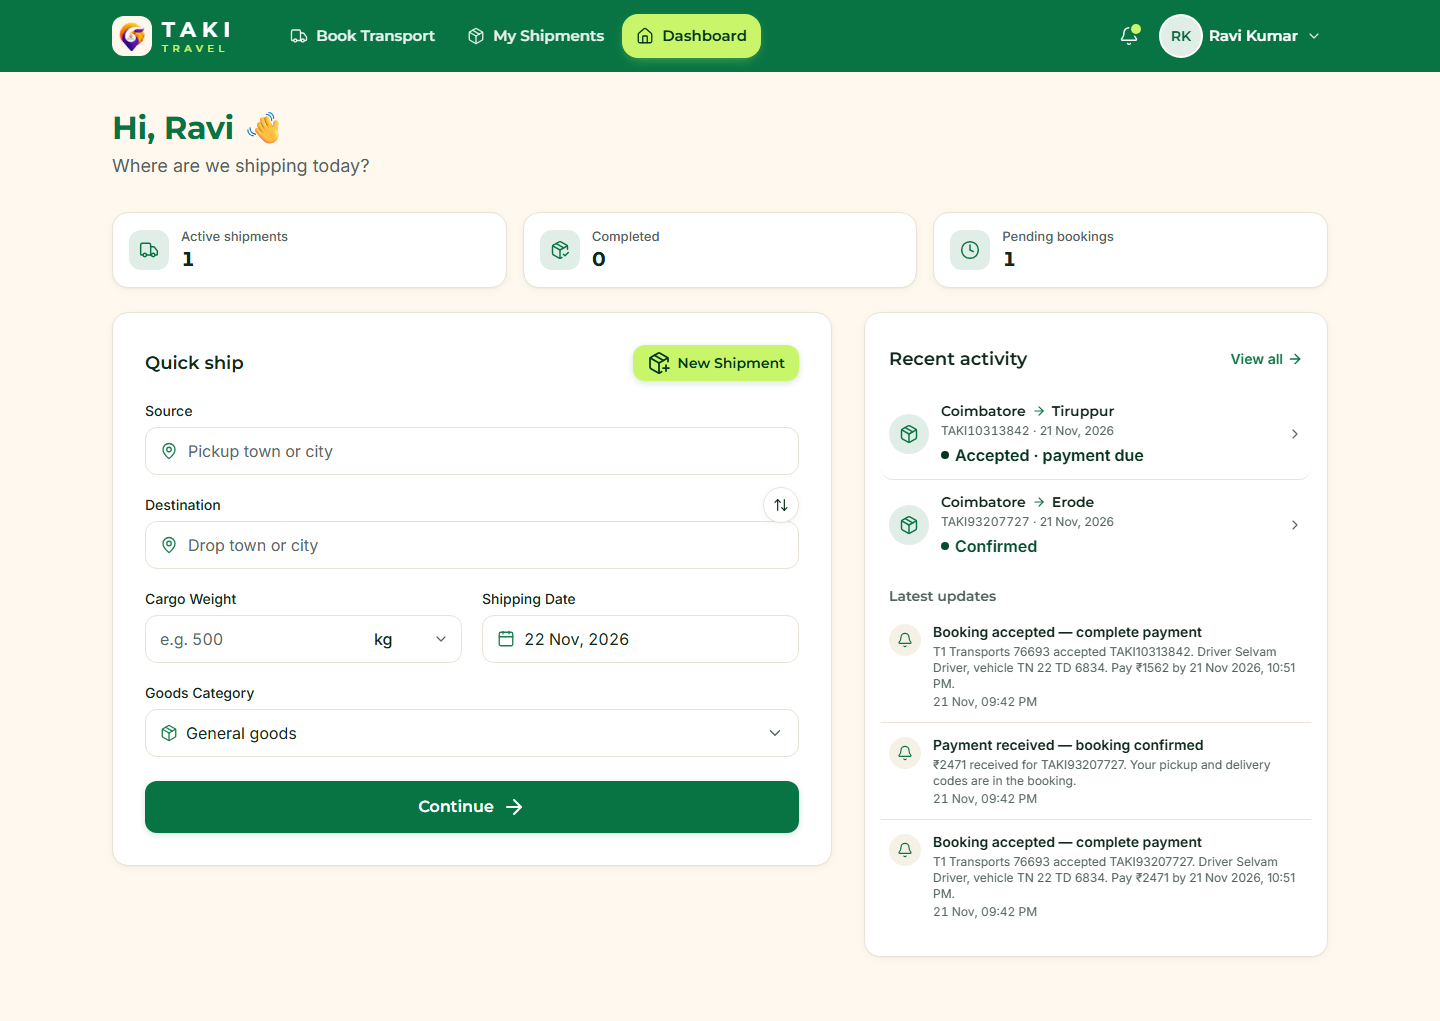 TAKI
TRAVEL
Book Transport
My Shipments
Dashboard
RK
Ravi Kumar
Hi, Ravi 👋
Where are we shipping today?
Active shipments
1
Completed
0
Pending bookings
1
Quick ship
New Shipment
Source
Pickup town or city
Destination
Drop town or city
Cargo Weight
e.g. 500
kg
Shipping Date
22 Nov, 2026
Goods Category
General goods
Continue →
Recent activity
View all →
Coimbatore → Tiruppur
TAKI10313842 · 21 Nov, 2026
• Accepted · payment due
Coimbatore → Erode
TAKI93207727 · 21 Nov, 2026
• Confirmed
Latest updates
Booking accepted — complete payment
T1 Transports 76693 accepted TAKI10313842. Driver Selvam
Driver, vehicle TN 22 TD 6834. Pay ₹1562 by 21 Nov 2026, 10:51
PM.
21 Nov, 09:42 PM
Payment received — booking confirmed
₹2471 received for TAKI93207727. Your pickup and delivery
codes are in the booking.
21 Nov, 09:42 PM
Booking accepted — complete payment
T1 Transports 76693 accepted TAKI93207727. Driver Selvam
Driver, vehicle TN 22 TD 6834. Pay ₹2471 by 21 Nov 2026, 10:51
PM.
21 Nov, 09:42 PM